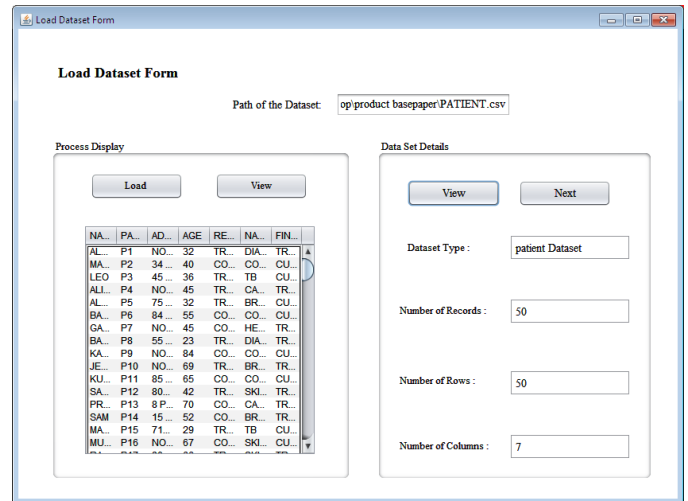 Load Dataset Form
Load Dataset Form
Path of the Dataset: op\product basepaper\PATIENT.csv
Process Display
Load View
NA... PA... AD... AGE RE... NA... FIN...
AL... P1 NO... 32 TR... DIA... TR...
MA... P2 34 ... 40 CO... CO... CU...
LEO P3 45 ... 36 TR... TB CU...
ALI... P4 NO... 45 TR... CA... TR...
AL... P5 75 ... 32 TR... BR... TR...
BA... P6 84 ... 55 CO... CO... CU...
GA... P7 NO... 45 CO... HE... TR...
BA... P8 55 ... 23 TR... DIA... TR...
KA... P9 NO... 84 CO... CO... CU...
JE... P10 NO... 69 TR... BR... TR...
KU... P11 85 ... 65 CO... CO... CU...
SA... P12 80... 42 TR... SKI... TR...
PR... P13 8 P... 70 CO... CA... TR...
SAM P14 15 ... 52 CO... BR... TR...
MA... P15 71... 29 TR... TB CU...
MU... P16 NO... 67 CO... SKI... CU...
Data Set Details
View Next
Dataset Type : patient Dataset
Number of Records : 50
Number of Rows : 50
Number of Columns : 7